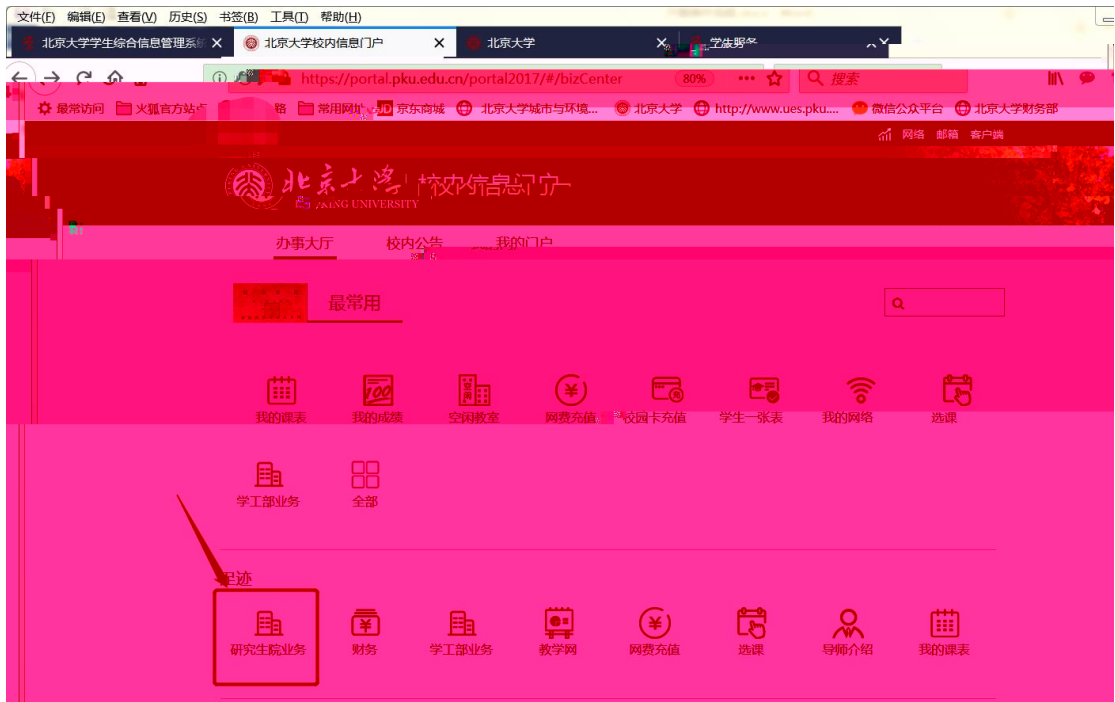 文件(F) 编辑(E) 查看(V) 历史(S) 书签(B) 工具(T) 帮助(H)
北京大学学生综合信息管理系统 北京大学校内信息门户 北京大学
https://portal.pku.edu.cn/portal2017/#/bizCenter 80% 搜索
最常访问 火狐官方站点 常用网址 JD 京东商城 北京大学城市与环境... 北京大学 http://www.ues.pku.... 微信公众平台 北京大学财务部
网络 邮箱 客户端
北京大学 校内信息门户
PEKING UNIVERSITY
办事大厅 校内公告 我的门户
最常用
我的课表 我的成绩 空闲教室 网费充值 校园卡充值 学生一张表 我的网络 选课
学工部业务 全部
足迹
研究生院业务 财务 学工部业务 教学网 网费充值 选课 导师介绍 我的课表